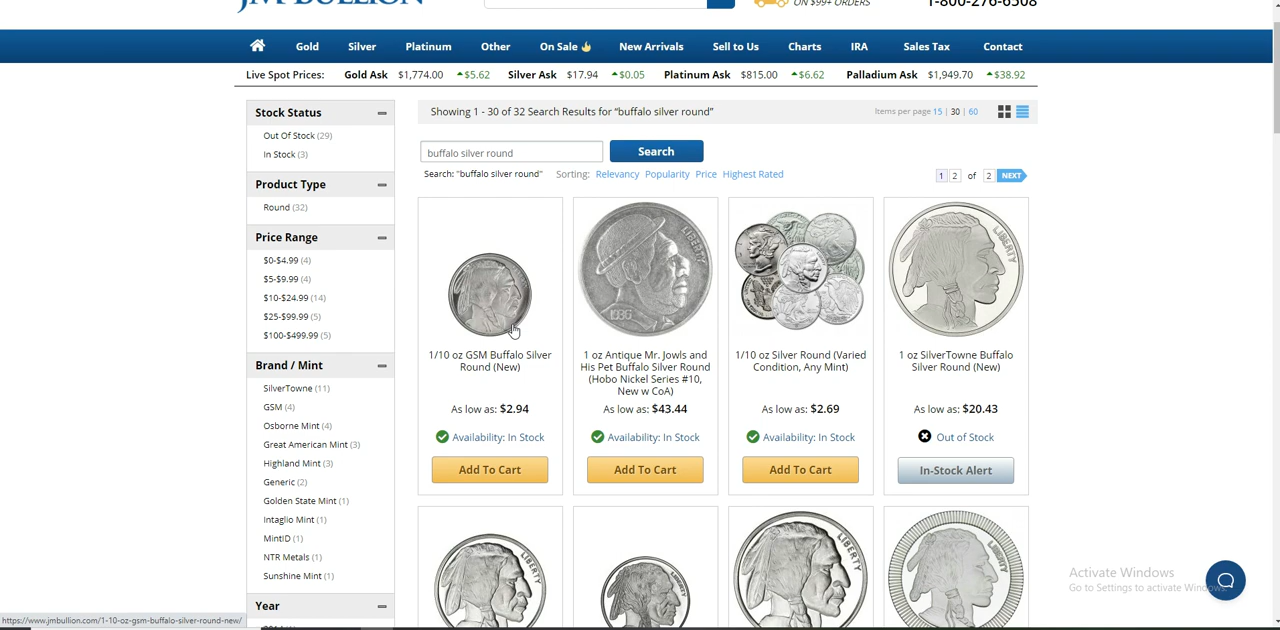 JM BULLION
ON $99+ ORDERS
1-800-276-6508
Gold Silver Platinum Other On Sale New Arrivals Sell to Us Charts IRA Sales Tax Contact
Live Spot Prices: Gold Ask $1,774.00 $5.62 Silver Ask $17.94 $0.05 Platinum Ask $815.00 $6.62 Palladium Ask $1,949.70 $38.92
Stock Status
Out Of Stock (29)
In Stock (3)
Product Type
Round (32)
Price Range
$0-$4.99 (4)
$5-$9.99 (4)
$10-$24.99 (14)
$25-$99.99 (5)
$100-$499.99 (5)
Brand / Mint
SilverTowne (11)
GSM (4)
Osborne Mint (4)
Great American Mint (3)
Highland Mint (3)
Generic (2)
Golden State Mint (1)
Intaglio Mint (1)
MintID (1)
NTR Metals (1)
Sunshine Mint (1)
Year
Showing 1 - 30 of 32 Search Results for "buffalo silver round"
Items per page 15 | 30 | 60
buffalo silver round
Search
Search: "buffalo silver round" Sorting: Relevancy Popularity Price Highest Rated
1 2 of 2 NEXT
1/10 oz GSM Buffalo Silver
Round (New)
As low as: $2.94
Availability: In Stock
Add To Cart
LIBERTY
1936
1 oz Antique Mr. Jowls and
His Pet Buffalo Silver Round
(Hobo Nickel Series #10,
New w CoA)
As low as: $43.44
Availability: In Stock
Add To Cart
1/10 oz Silver Round (Varied
Condition, Any Mint)
As low as: $2.69
Availability: In Stock
Add To Cart
LIBERTY
1 oz SilverTowne Buffalo
Silver Round (New)
As low as: $20.43
Out of Stock
In-Stock Alert
LIBERTY
LIBERTY
LIBERTY
Activate Windows
Go to Settings to activate Windows.
https://www.jmbullion.com/1-10-oz-gsm-buffalo-silver-round-new/